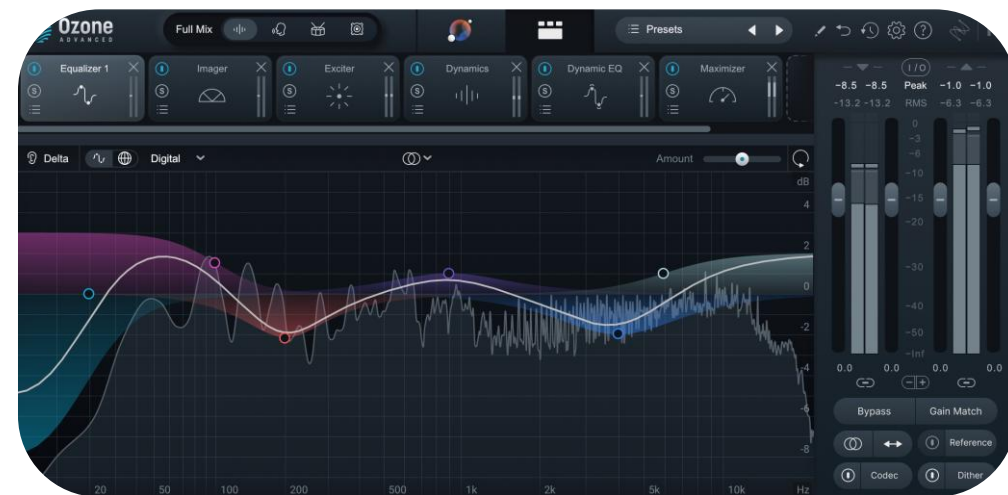 Ozone
ADVANCED
Full Mix
Presets
Equalizer 1
Imager
Exciter
Dynamics
Dynamic EQ
Maximizer
S
S
S
S
S
S
I/O
-8.5 -8.5 Peak -1.0 -1.0
-13.2 -13.2 RMS -6.3 -6.3
Delta
Digital
Amount
dB
4
2
0
-2
-4
-6
-8
20 50 100 200 500 1k 2k 5k 10k Hz
0
-3
-6
-10
-15
-20
-30
-40
-50
-Inf
0.0 0.0 0.0 0.0
Bypass
Gain Match
Reference
Codec
Dither